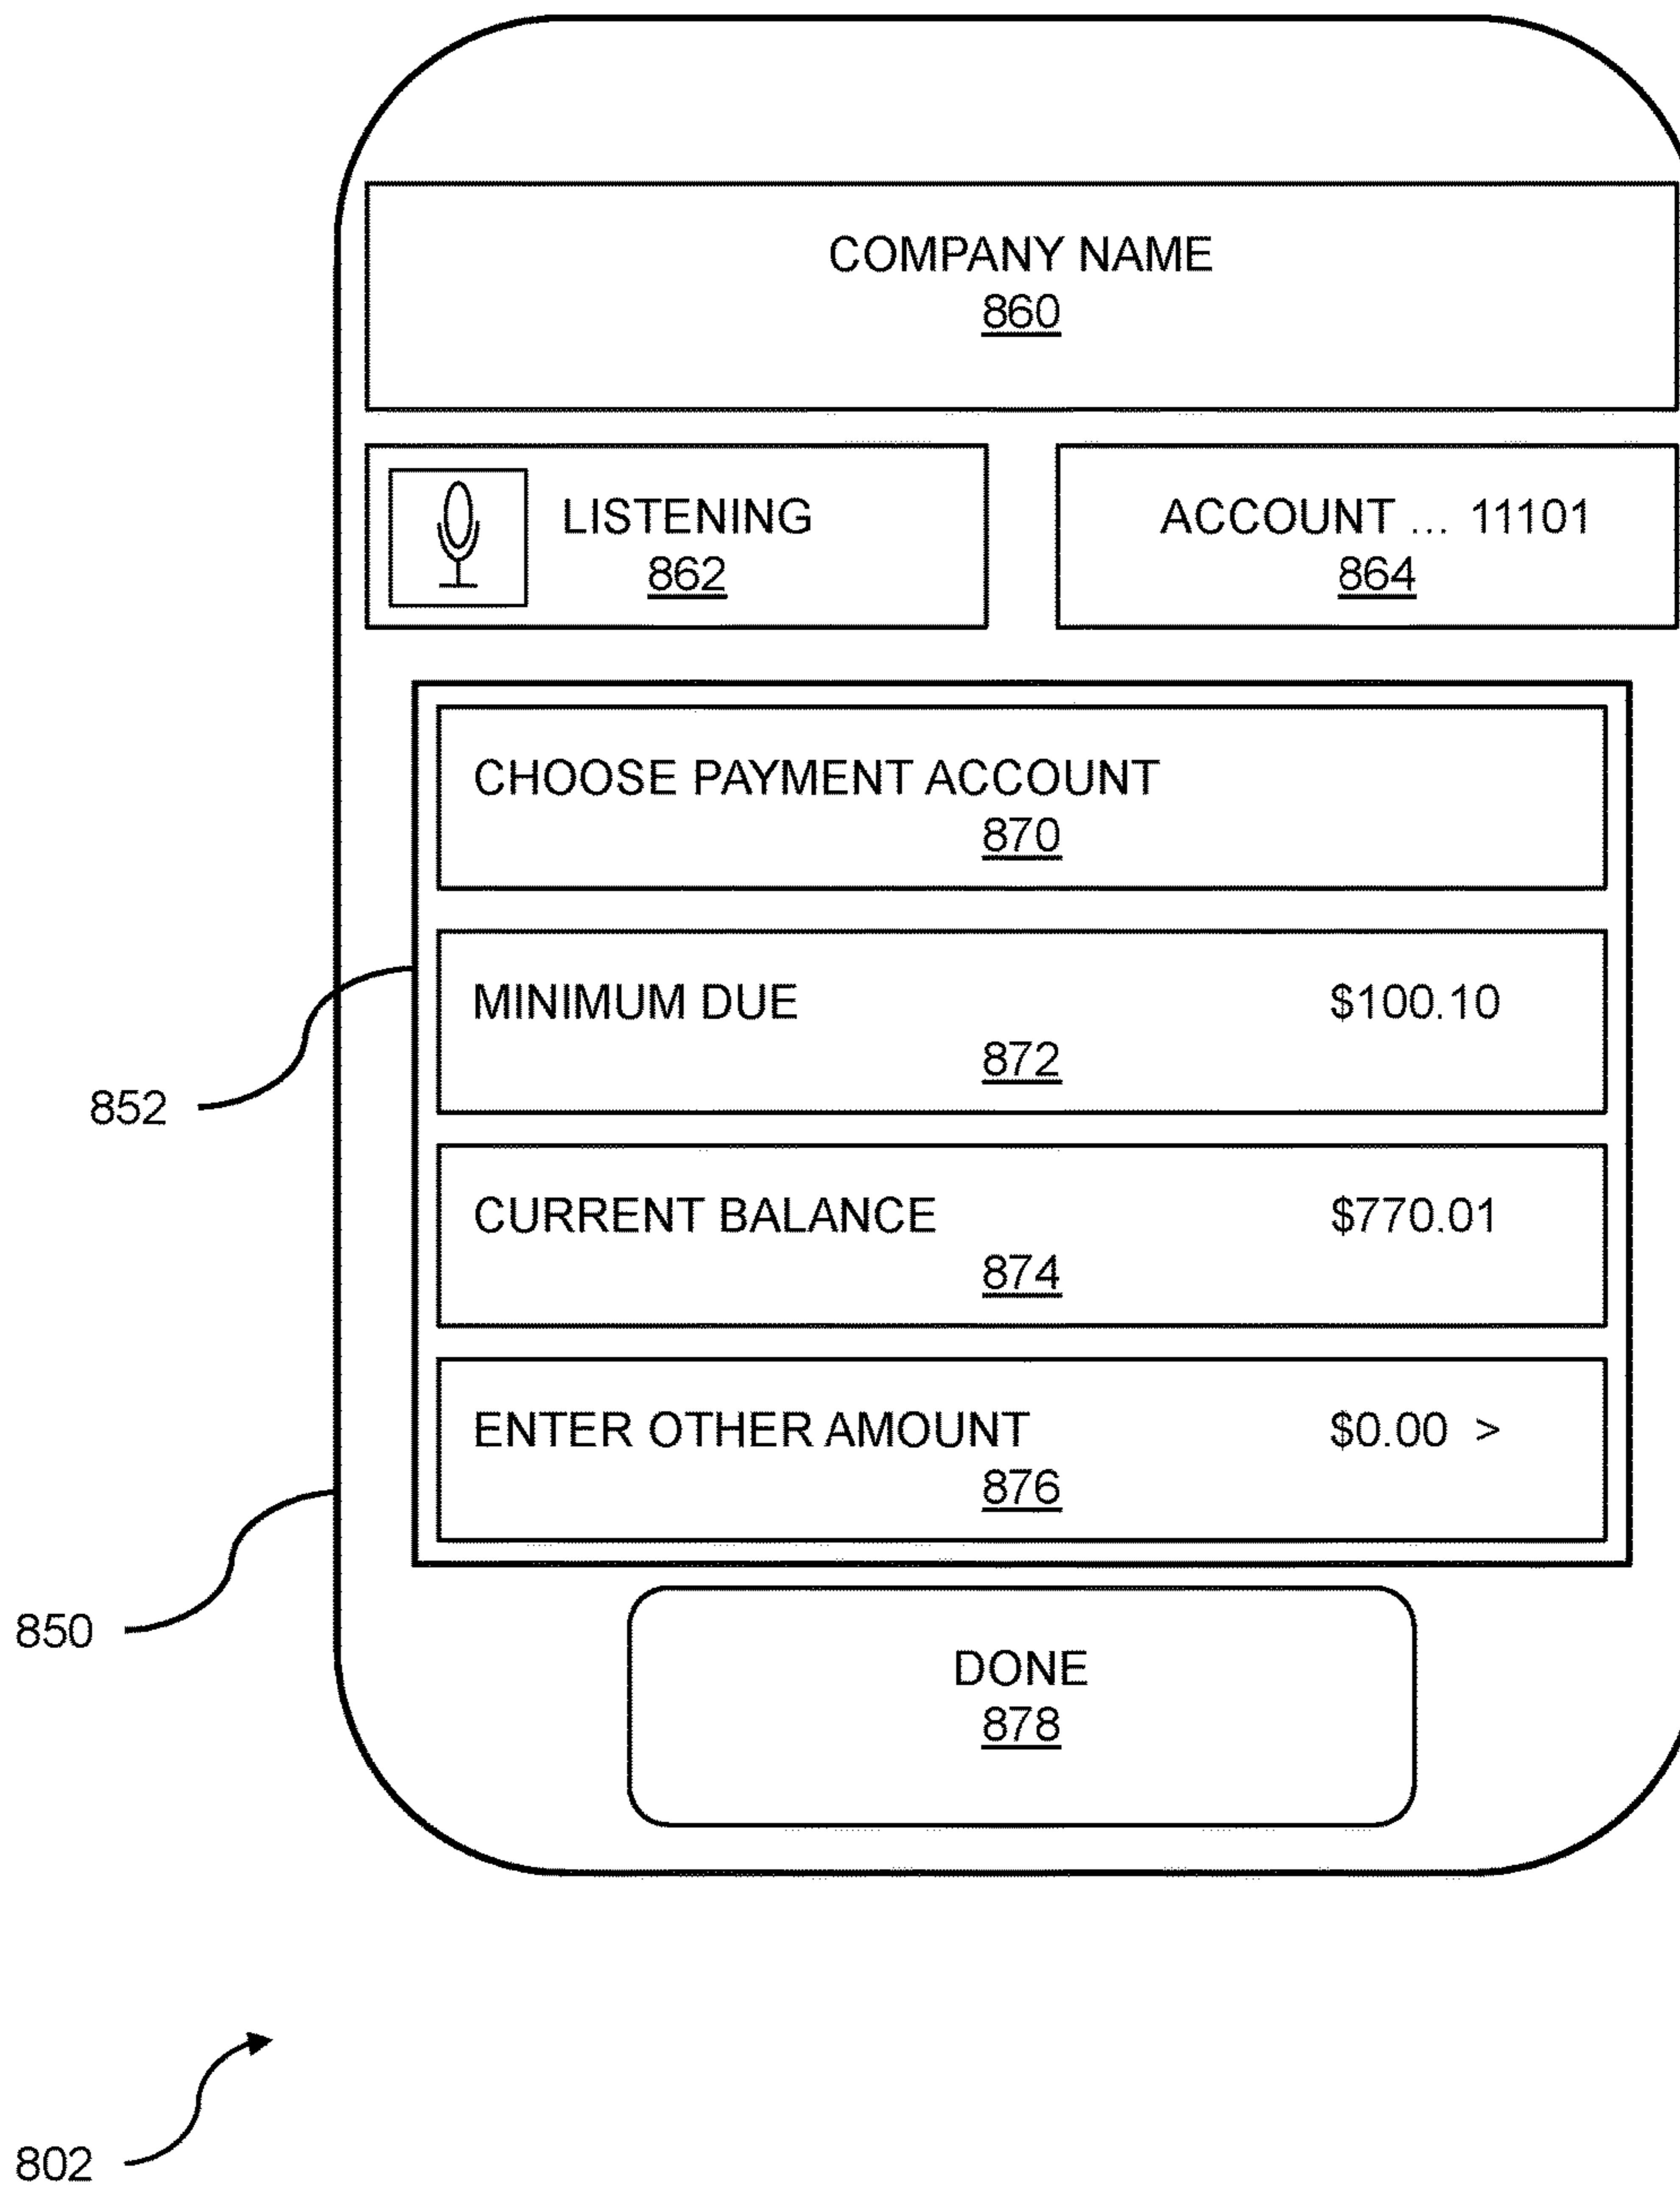 COMPANY NAME
860
LISTENING
862
ACCOUNT ... 11101
864
CHOOSE PAYMENT ACCOUNT
870
MINIMUM DUE $100.10
872
852
CURRENT BALANCE $770.01
874
ENTER OTHER AMOUNT $0.00 >
876
850
DONE
878
802